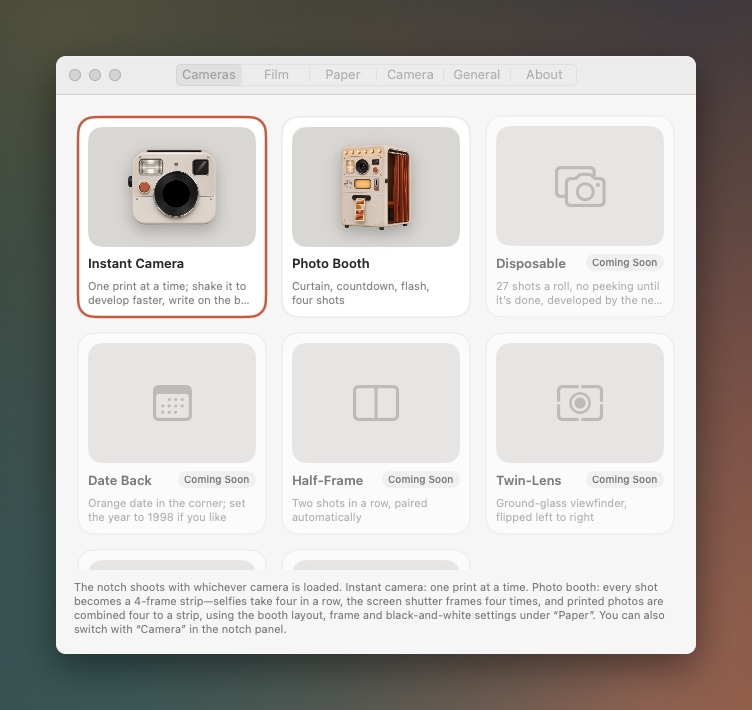 Cameras Film Paper Camera General About
Instant Camera
One print at a time; shake it to
develop faster, write on the b...
Photo Booth
Curtain, countdown, flash,
four shots
Disposable Coming Soon
27 shots a roll, no peeking until
it's done, developed by the ne...
Date Back Coming Soon
Orange date in the corner; set
the year to 1998 if you like
Half-Frame Coming Soon
Two shots in a row, paired
automatically
Twin-Lens Coming Soon
Ground-glass viewfinder,
flipped left to right
The notch shoots with whichever camera is loaded. Instant camera: one print at a time. Photo booth: every shot
becomes a 4-frame strip—selfies take four in a row, the screen shutter frames four times, and printed photos are
combined four to a strip, using the booth layout, frame and black-and-white settings under “Paper”. You can also
switch with “Camera” in the notch panel.